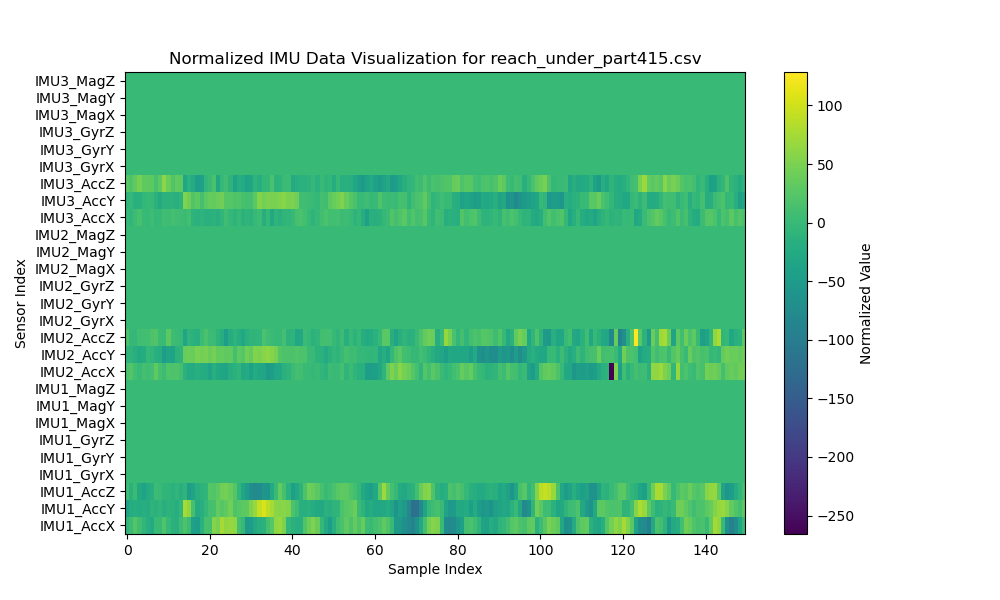 Normalized IMU Data Visualization for reach_under_part415.csv
IMU3_MagZ
IMU3_MagY
IMU3_MagX
IMU3_GyrZ
IMU3_GyrY
IMU3_GyrX
IMU3_AccZ
IMU3_AccY
IMU3_AccX
IMU2_MagZ
IMU2_MagY
IMU2_MagX
IMU2_GyrZ
IMU2_GyrY
IMU2_GyrX
IMU2_AccZ
IMU2_AccY
IMU2_AccX
IMU1_MagZ
IMU1_MagY
IMU1_MagX
IMU1_GyrZ
IMU1_GyrY
IMU1_GyrX
IMU1_AccZ
IMU1_AccY
IMU1_AccX
Sensor Index
0 20 40 60 80 100 120 140
Sample Index
100
50
0
−50
−100
−150
−200
−250
Normalized Value